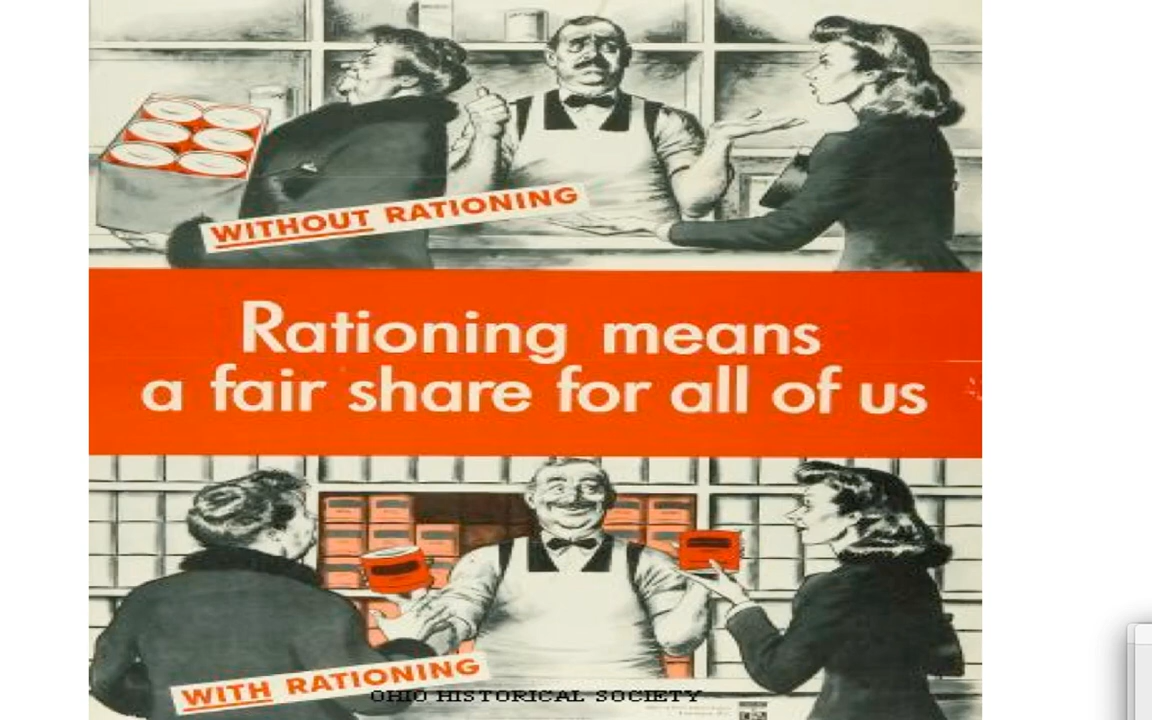 WITHOUT RATIONING
Rationing means
a fair share for all of us
WITH RATIONING
OHIO HISTORICAL SOCIETY